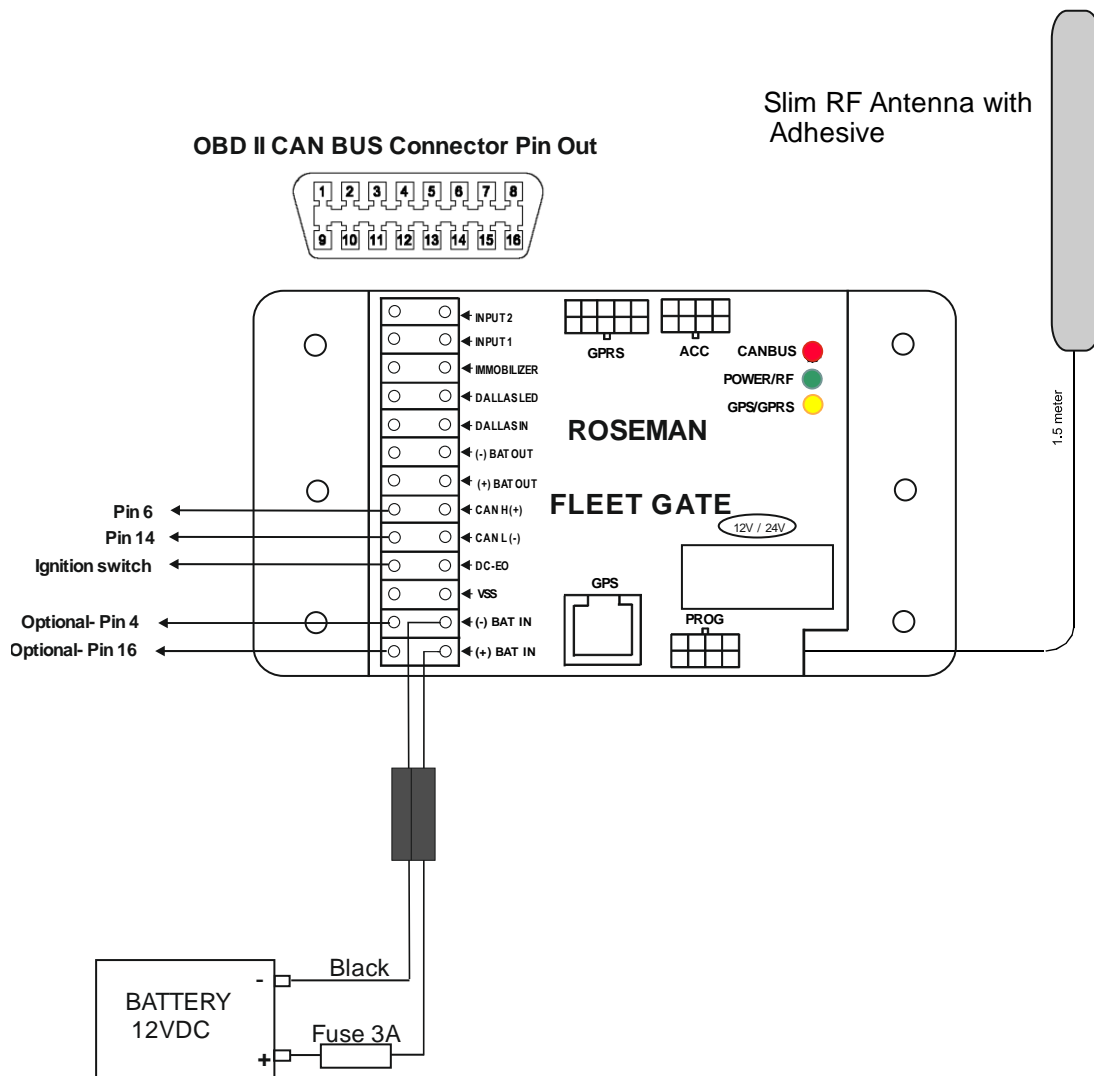 Slim RF Antenna with
Adhesive
OBD II CAN BUS Connector Pin Out
1 2 3 4 5 6 7 8
9 10 11 12 13 14 15 16
INPUT 2
INPUT 1
IMMOBILIZER
DALLAS LED
DALLAS IN
(-) BAT OUT
(+) BAT OUT
CAN H (+)
CAN L (-)
DC-EO
VSS
(-) BAT IN
(+) BAT IN
Pin 6
Pin 14
Ignition switch
Optional- Pin 4
Optional- Pin 16
GPRS
ACC
CANBUS
POWER/RF
GPS/GPRS
ROSEMAN
FLEET GATE
12V / 24V
GPS
PROG
1.5 meter
Black
-
BATTERY
12VDC
Fuse 3A
+